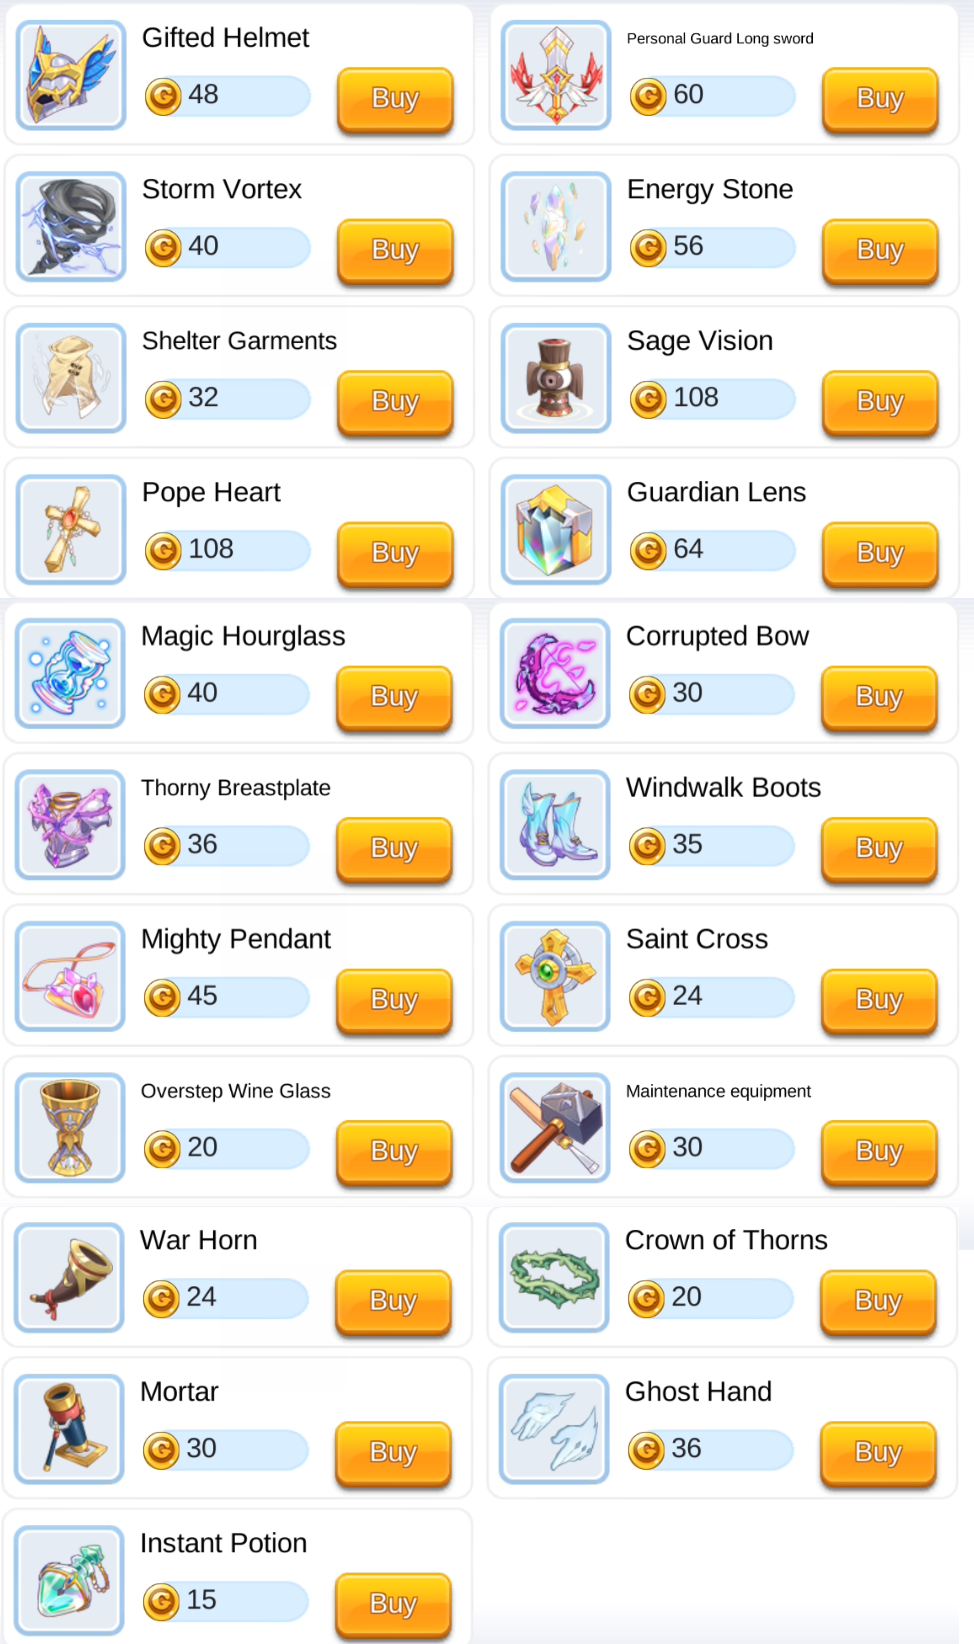 Gifted Helmet
48
Buy
Personal Guard Long sword
60
Buy
Storm Vortex
40
Buy
Energy Stone
56
Buy
Shelter Garments
32
Buy
Sage Vision
108
Buy
Pope Heart
108
Buy
Guardian Lens
64
Buy
Magic Hourglass
40
Buy
Corrupted Bow
30
Buy
Thorny Breastplate
36
Buy
Windwalk Boots
35
Buy
Mighty Pendant
45
Buy
Saint Cross
24
Buy
Overstep Wine Glass
20
Buy
Maintenance equipment
30
Buy
War Horn
24
Buy
Crown of Thorns
20
Buy
Mortar
30
Buy
Ghost Hand
36
Buy
Instant Potion
15
Buy